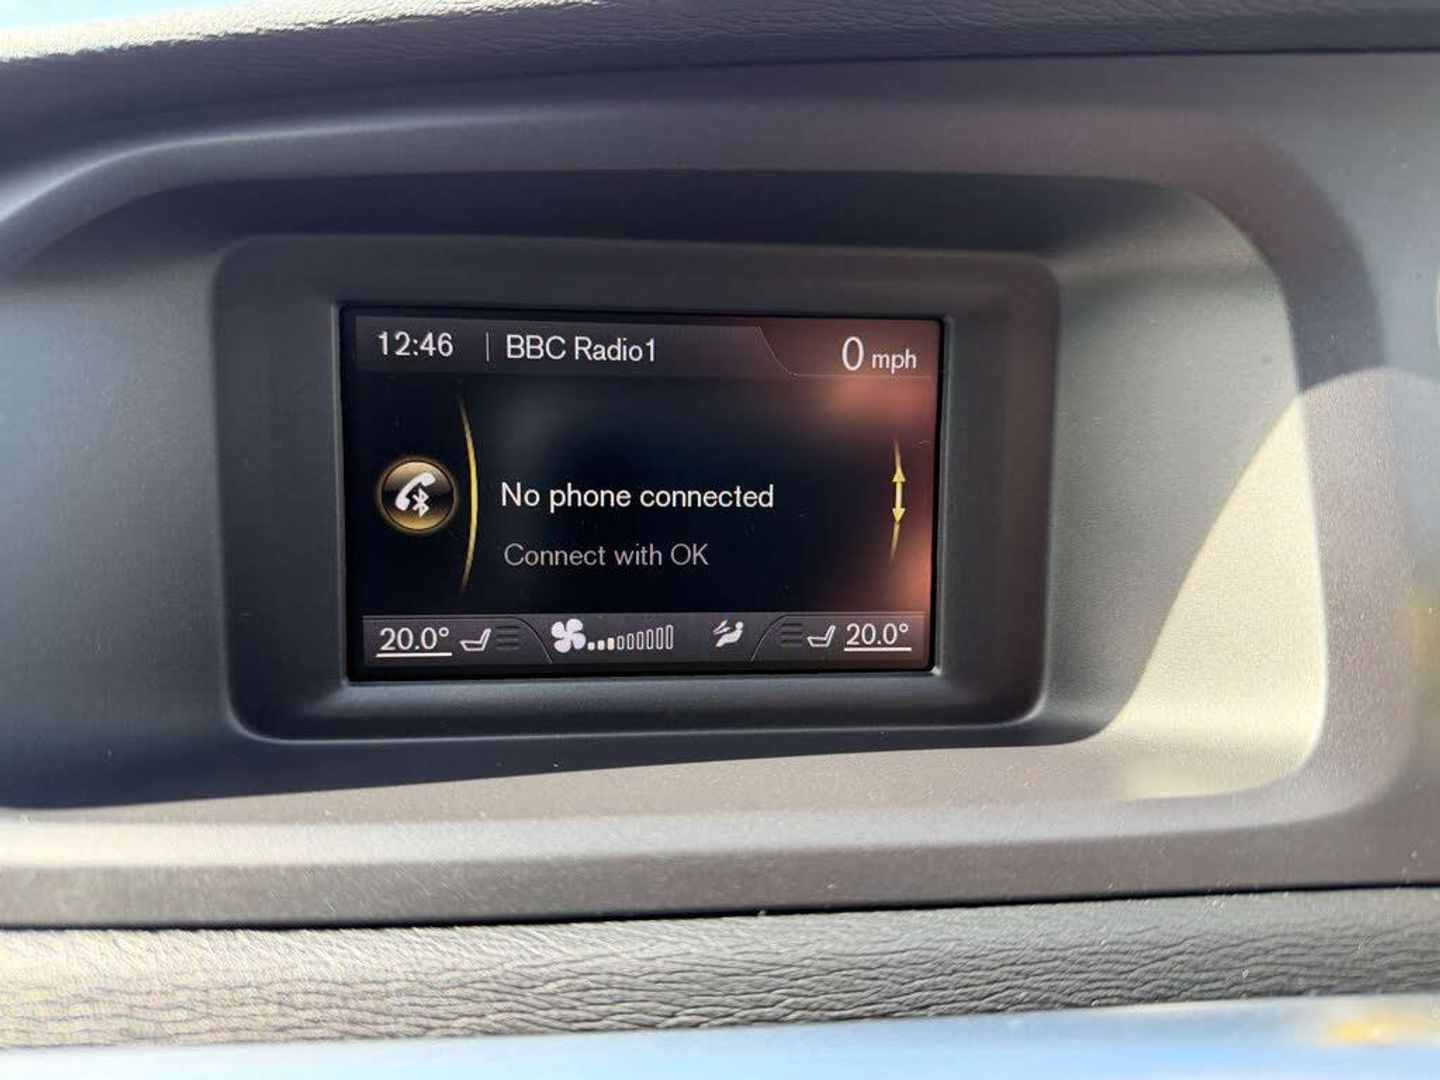 12:46 | BBC Radio1 0 mph
No phone connected
Connect with OK
20.0° 20.0°